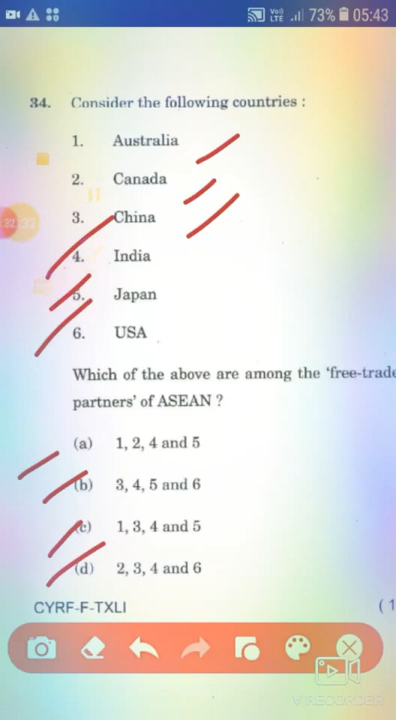 73% 05:43
34. Consider the following countries :
1. Australia
2. Canada
3. China
4. India
5. Japan
6. USA
Which of the above are among the 'free-trade
partners' of ASEAN ?
(a) 1, 2, 4 and 5
(b) 3, 4, 5 and 6
(c) 1, 3, 4 and 5
(d) 2, 3, 4 and 6
CYRF-F-TXLI ( 1
V RECORDER